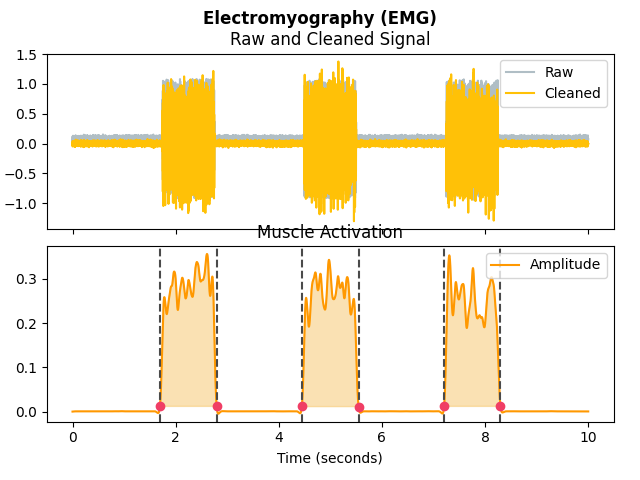 Electromyography (EMG)
Raw and Cleaned Signal
1.5
1.0
0.5
0.0
−0.5
−1.0
Raw
Cleaned
Muscle Activation
0.3
0.2
0.1
0.0
Amplitude
0 2 4 6 8 10
Time (seconds)